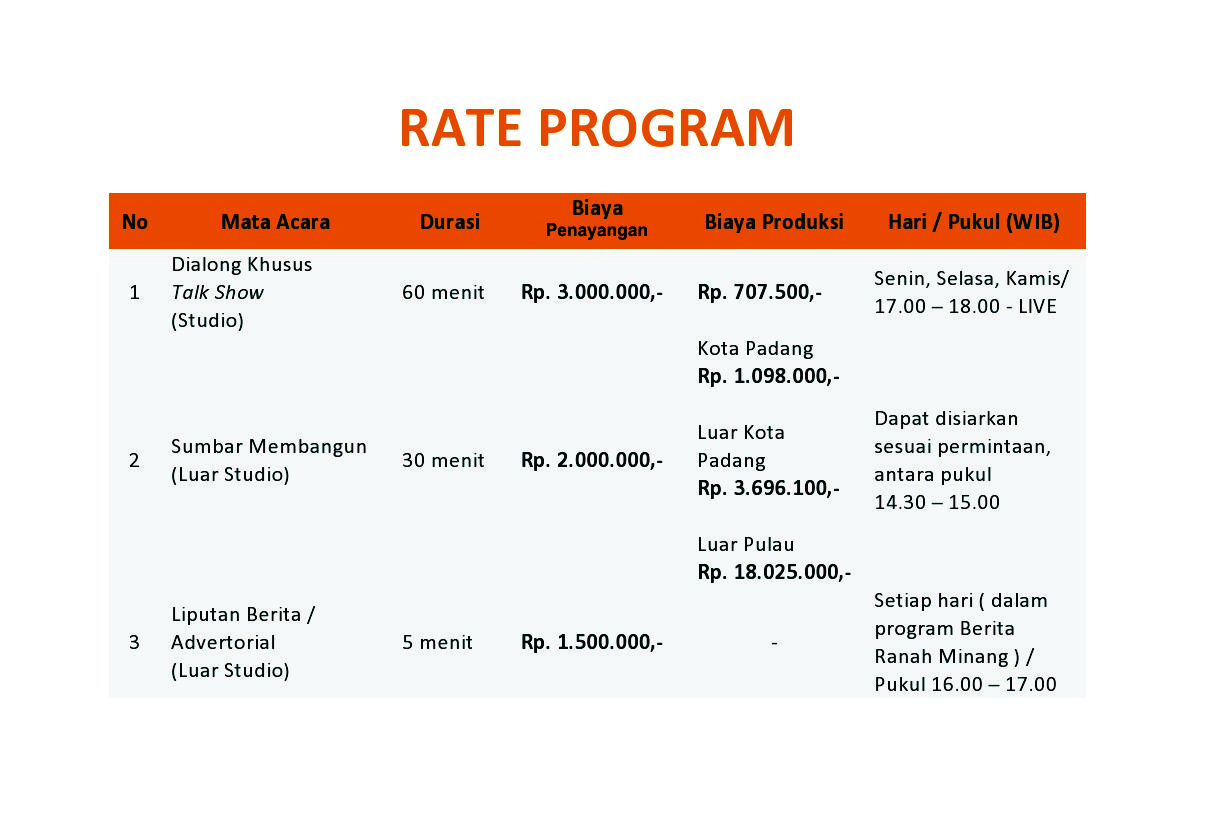 RATE PROGRAM
No Mata Acara Durasi Biaya Penayangan Biaya Produksi Hari / Pukul (WIB)
1
Dialong Khusus
Talk Show
(Studio)
60 menit
Rp. 3.000.000,-
Rp. 707.500,-
Senin, Selasa, Kamis/
17.00 – 18.00 - LIVE
2
Sumbar Membangun
(Luar Studio)
30 menit
Rp. 2.000.000,-
Kota Padang
Rp. 1.098.000,-
Luar Kota
Padang
Rp. 3.696.100,-
Luar Pulau
Rp. 18.025.000,-
Dapat disiarkan
sesuai permintaan,
antara pukul
14.30 – 15.00
3
Liputan Berita /
Advertorial
(Luar Studio)
5 menit
Rp. 1.500.000,-
-
Setiap hari ( dalam
program Berita
Ranah Minang ) /
Pukul 16.00 – 17.00